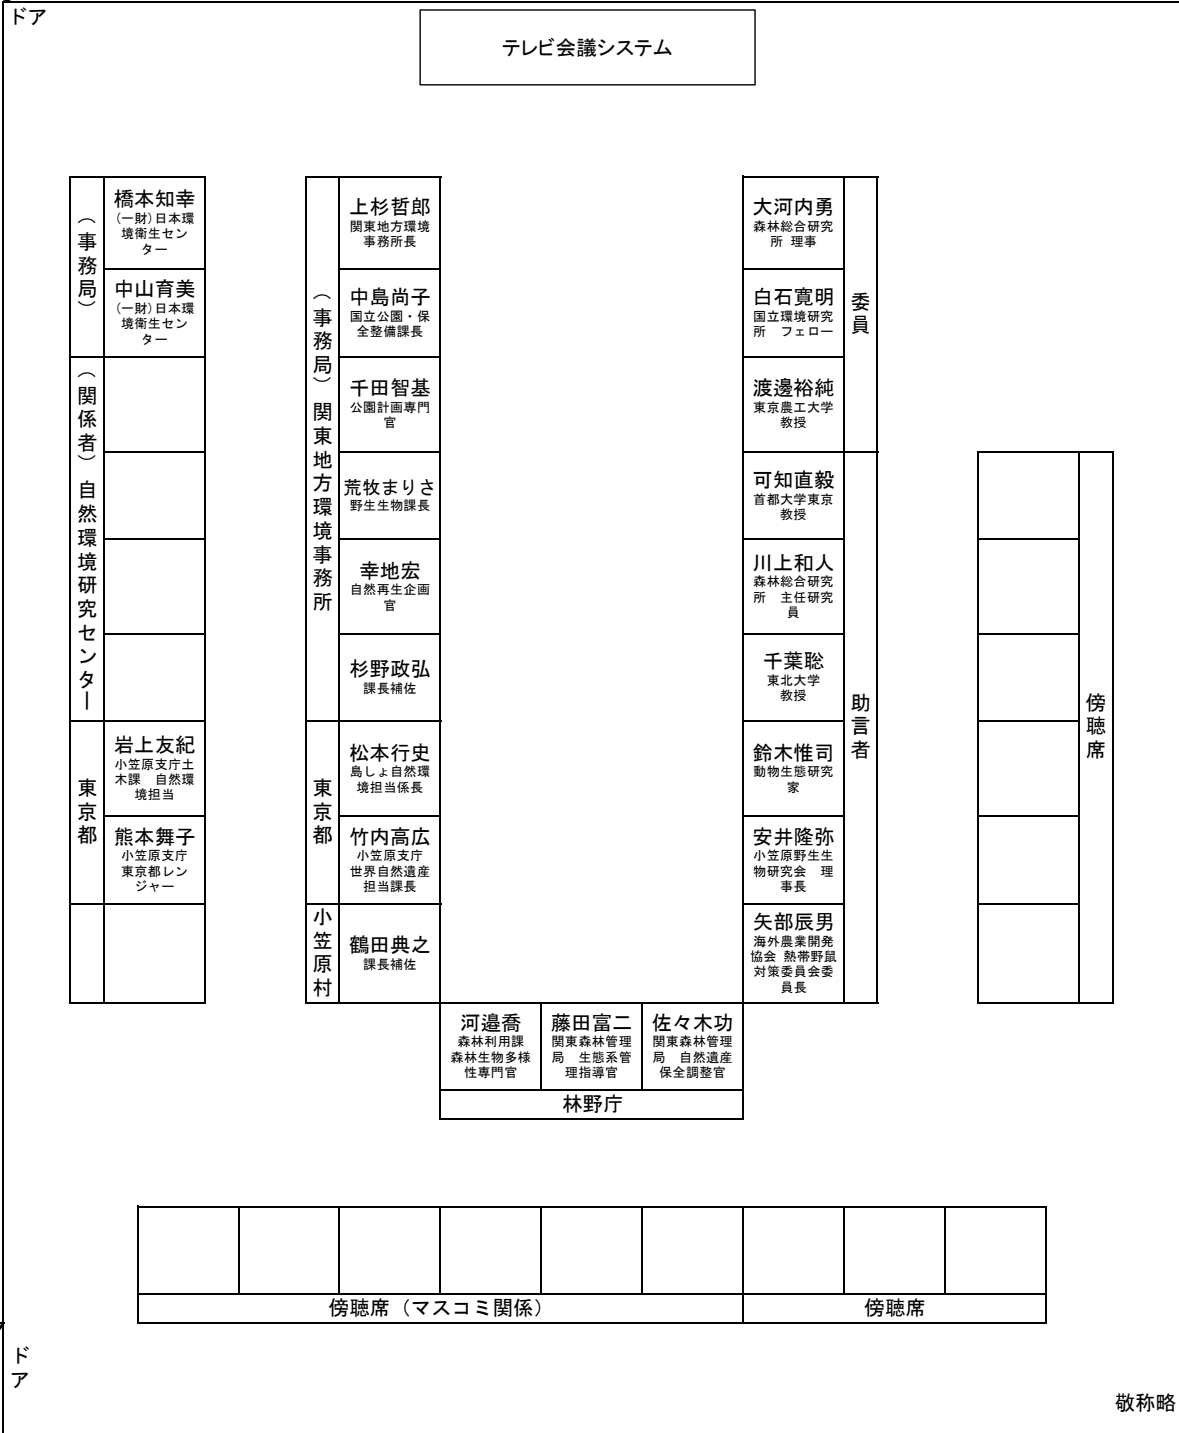 ドア
テレビ会議システム
（事務局）
橋本知幸
(一財)日本環
境衛生セン
ター
中山育美
(一財)日本環
境衛生セン
ター
（関係者）自然環境研究センター
東京都
岩上友紀
小笠原支庁土
木課　自然環
境担当
熊本舞子
小笠原支庁
東京都レン
ジャー
（事務局）関東地方環境事務所
上杉哲郎
関東地方環境
事務所長
中島尚子
国立公園・保
全整備課長
千田智基
公園計画専門
官
荒牧まりさ
野生生物課長
幸地宏
自然再生企画
官
杉野政弘
課長補佐
東京都
松本行史
島しょ自然環
境担当係長
竹内高広
小笠原支庁
世界自然遺産
担当課長
小笠原村
鶴田典之
課長補佐
大河内勇
森林総合研究
所 理事
白石寛明
国立環境研究
所　フェロー
渡邊裕純
東京農工大学
教授
委員
可知直毅
首都大学東京
教授
川上和人
森林総合研究
所　主任研究
員
千葉聡
東北大学
教授
鈴木惟司
動物生態研究
家
安井隆弥
小笠原野生生
物研究会　理
事長
矢部辰男
海外農業開発
協会 熱帯野鼠
対策委員会委
員長
助言者
傍聴席
河邉喬
森林利用課
森林生物多様
性専門官
藤田富二
関東森林管理
局　生態系管
理指導官
佐々木功
関東森林管理
局　自然遺産
保全調整官
林野庁
傍聴席（マスコミ関係）
傍聴席
ドア
敬称略